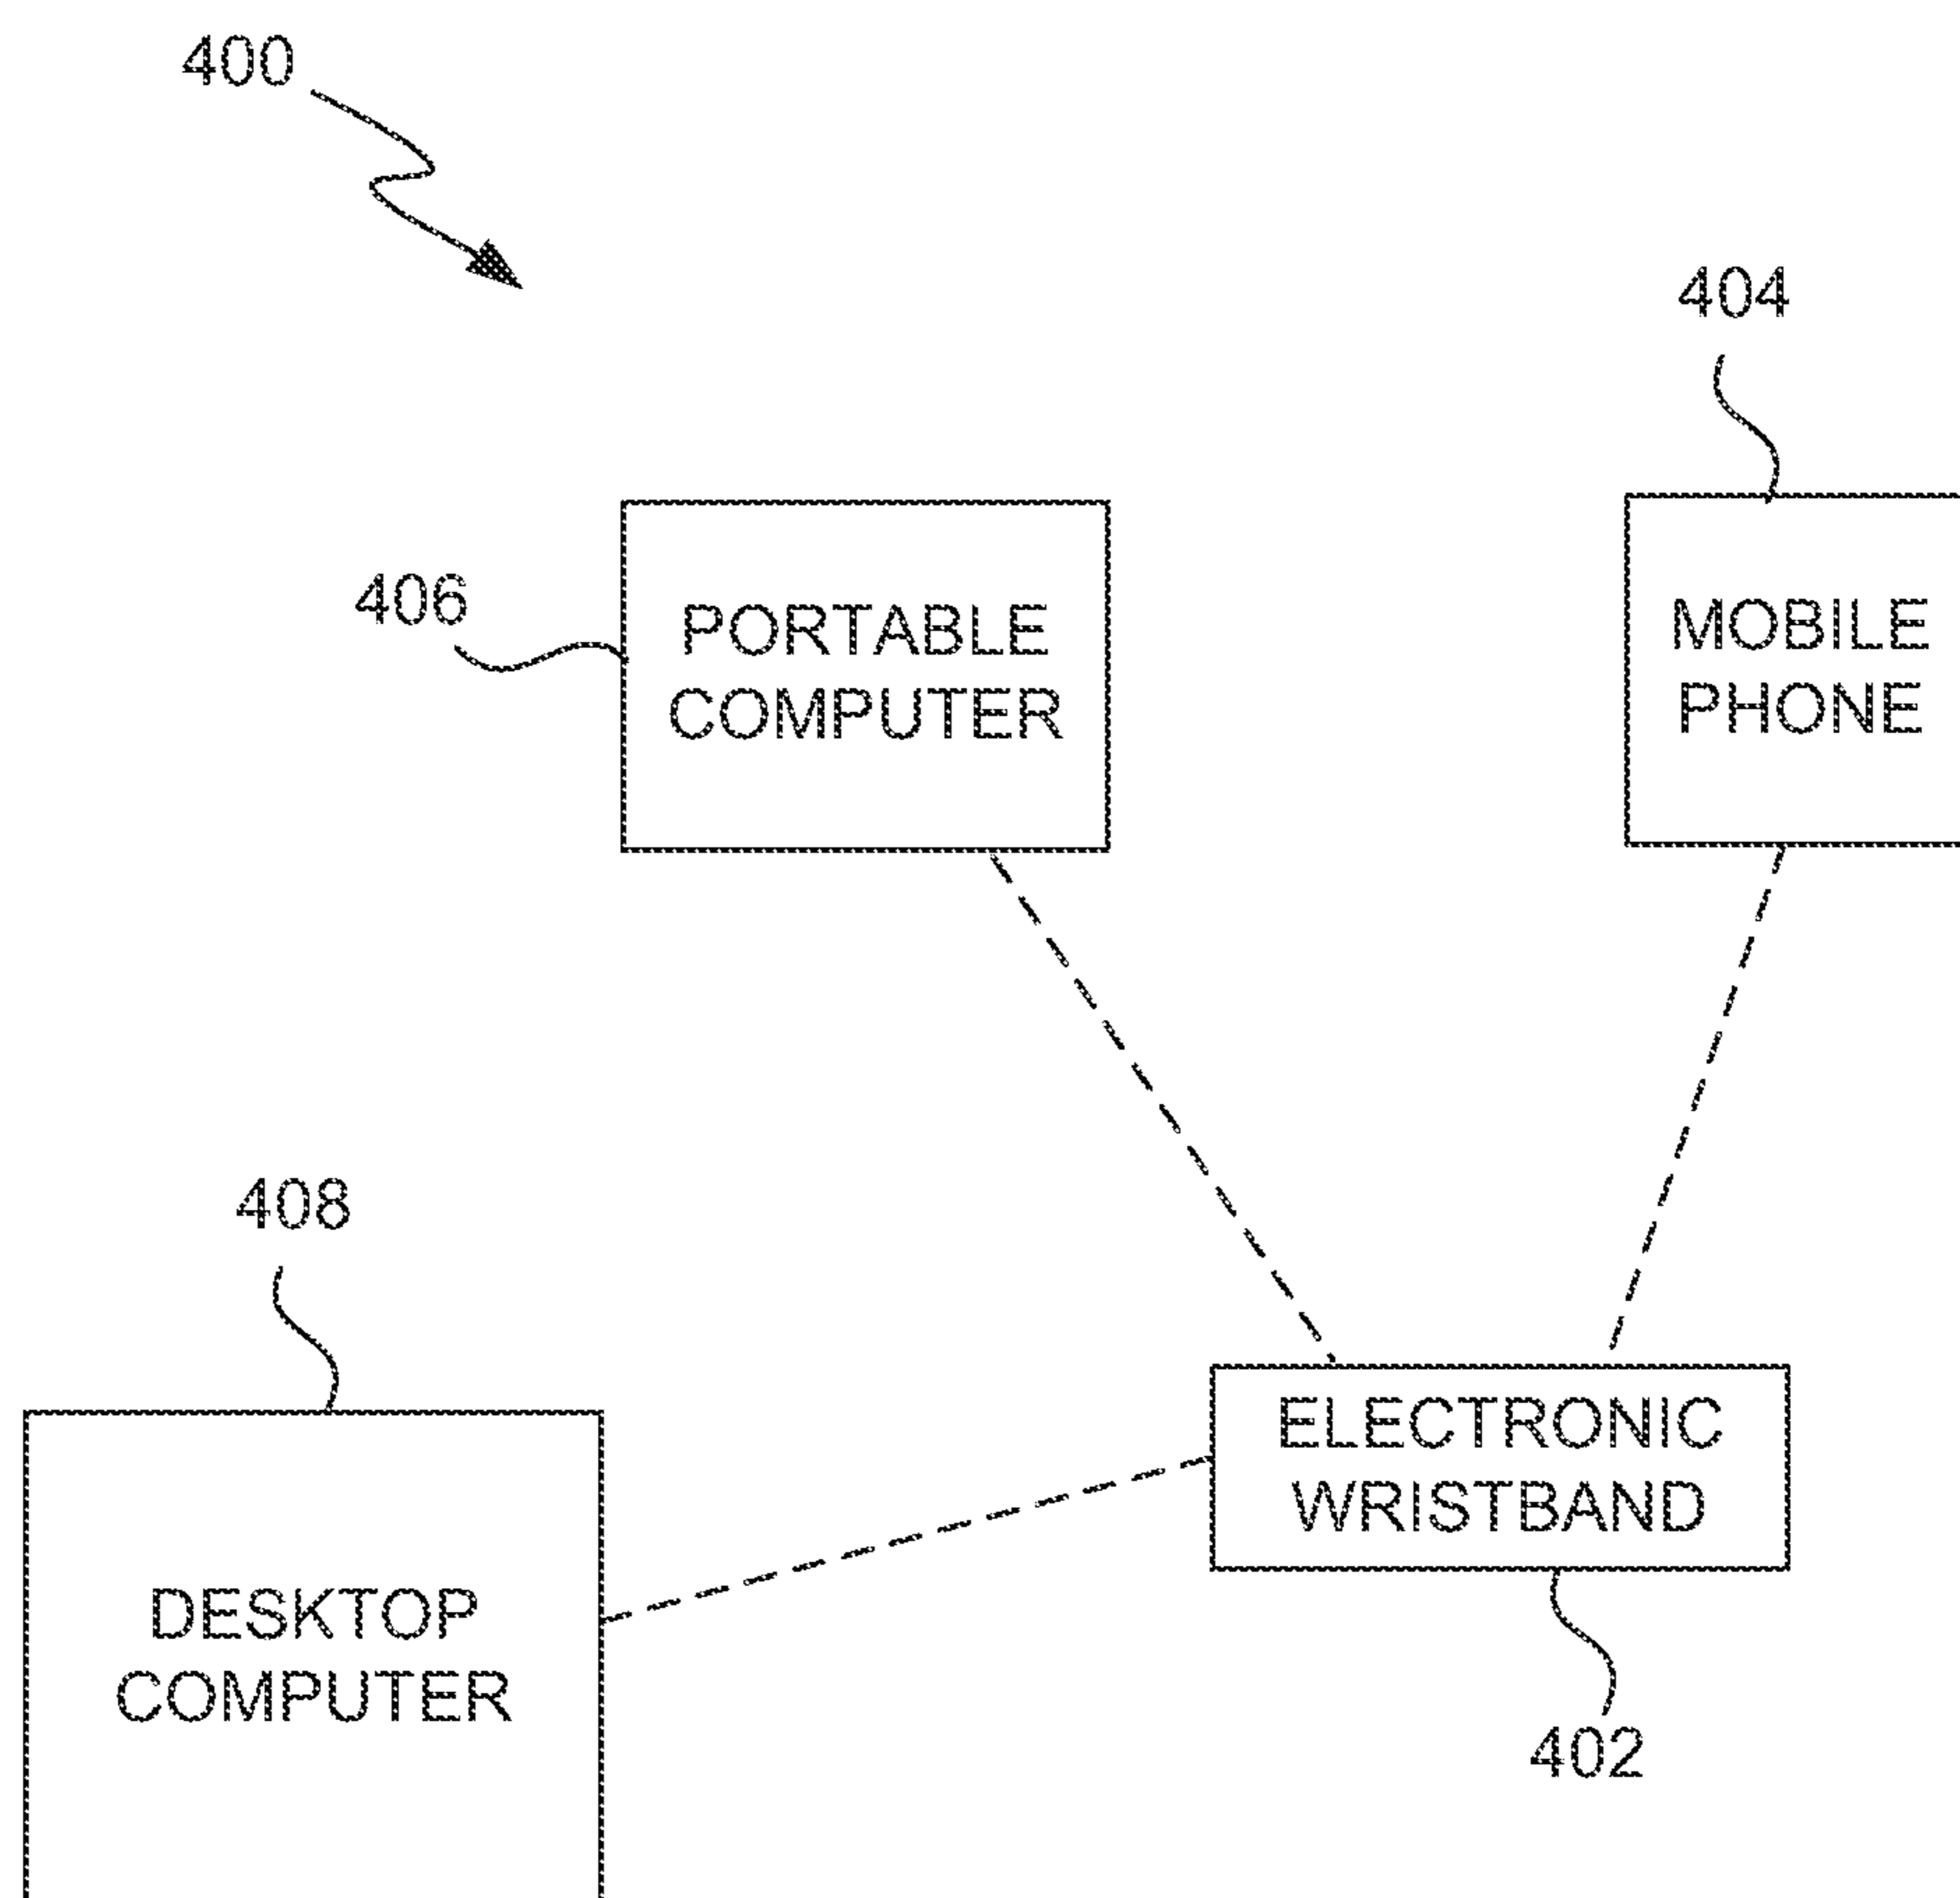 400
404
406
PORTABLE
COMPUTER
MOBILE
PHONE
408
ELECTRONIC
WRISTBAND
DESKTOP
COMPUTER
402